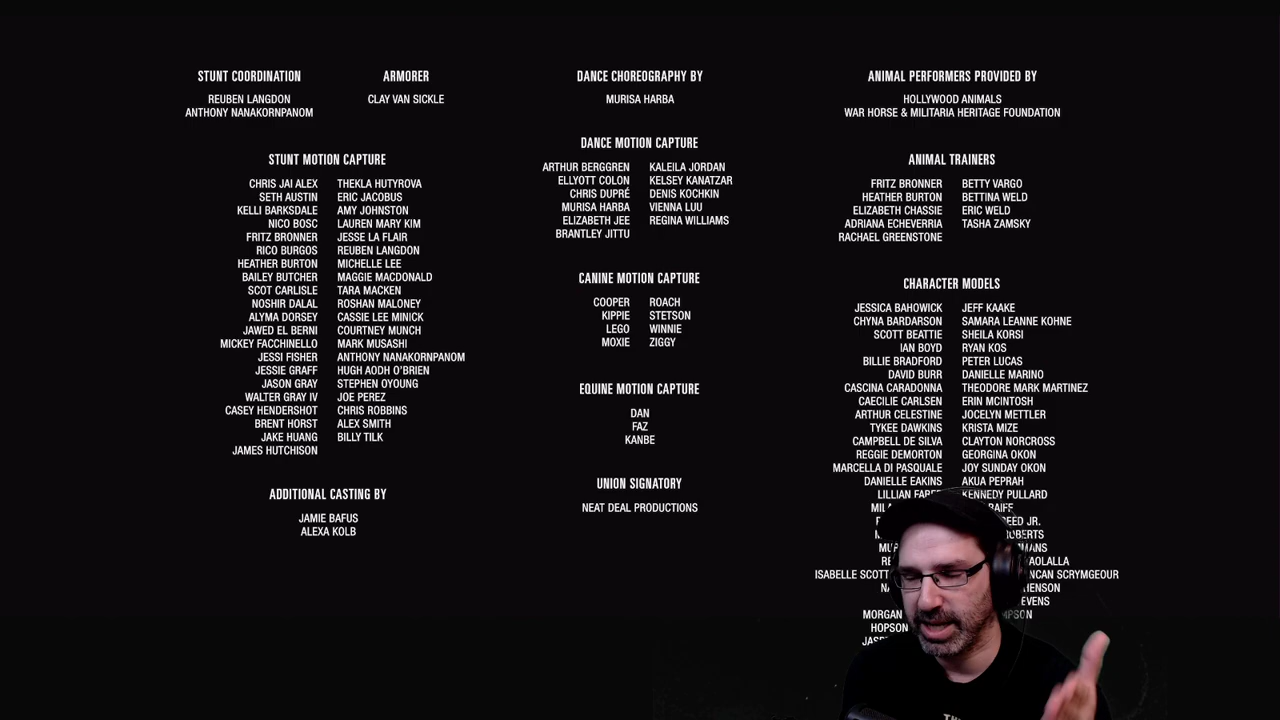 STUNT COORDINATION
REUBEN LANGDON
ANTHONY NANAKORNPANOM
ARMORER
CLAY VAN SICKLE
STUNT MOTION CAPTURE
CHRIS JAI ALEX THEKLA HUTYROVA
SETH AUSTIN ERIC JACOBUS
KELLI BARKSDALE AMY JOHNSTON
NICO BOSC LAUREN MARY KIM
FRITZ BRONNER JESSE LA FLAIR
RICO BURGOS REUBEN LANGDON
HEATHER BURTON MICHELLE LEE
BAILEY BUTCHER MAGGIE MACDONALD
SCOT CARLISLE TARA MACKEN
NOSHIR DALAL ROSHAN MALONEY
ALYMA DORSEY CASSIE LEE MINICK
JAWED EL BERNI COURTNEY MUNCH
MICKEY FACCHINELLO MARK MUSASHI
JESSI FISHER ANTHONY NANAKORNPANOM
JESSIE GRAFF HUGH AODH O'BRIEN
JASON GRAY STEPHEN OYOUNG
WALTER GRAY IV JOE PEREZ
CASEY HENDERSHOT CHRIS ROBBINS
BRENT HORST ALEX SMITH
JAKE HUANG BILLY TILK
JAMES HUTCHISON
ADDITIONAL CASTING BY
JAMIE BAFUS
ALEXA KOLB
DANCE CHOREOGRAPHY BY
MURISA HARBA
DANCE MOTION CAPTURE
ARTHUR BERGGREN KALEILA JORDAN
ELLYOTT COLON KELSEY KANATZAR
CHRIS DUPRÉ DENIS KOCHKIN
MURISA HARBA VIENNA LUU
ELIZABETH JEE REGINA WILLIAMS
BRANTLEY JITTU
CANINE MOTION CAPTURE
COOPER ROACH
KIPPIE STETSON
LEGO WINNIE
MOXIE ZIGGY
EQUINE MOTION CAPTURE
DAN
FAZ
KANBE
UNION SIGNATORY
NEAT DEAL PRODUCTIONS
ANIMAL PERFORMERS PROVIDED BY
HOLLYWOOD ANIMALS
WAR HORSE & MILITARIA HERITAGE FOUNDATION
ANIMAL TRAINERS
FRITZ BRONNER BETTY VARGO
HEATHER BURTON BETTINA WELD
ELIZABETH CHASSIE ERIC WELD
ADRIANA ECHEVERRIA TASHA ZAMSKY
RACHAEL GREENSTONE
CHARACTER MODELS
JESSICA BAHOWICK JEFF KAAKE
CHYNA BARDARSON SAMARA LEANNE KOHNE
SCOTT BEATTIE SHEILA KORSI
IAN BOYD RYAN KOS
BILLIE BRADFORD PETER LUCAS
DAVID BURR DANIELLE MARINO
CASCINA CARADONNA THEODORE MARK MARTINEZ
CAECILIE CARLSEN ERIN MCINTOSH
ARTHUR CELESTINE JOCELYN METTLER
TYKEE DAWKINS KRISTA MIZE
CAMPBELL DE SILVA CLAYTON NORCROSS
REGGIE DEMORTON GEORGINA OKON
MARCELLA DI PASQUALE JOY SUNDAY OKON
DANIELLE EAKINS AKUA PEPRAH
LILLIAN KENNEDY PULLARD
JR.
ISABELLE SCOTT SCRYMGEOUR
MORGAN
HOPSON